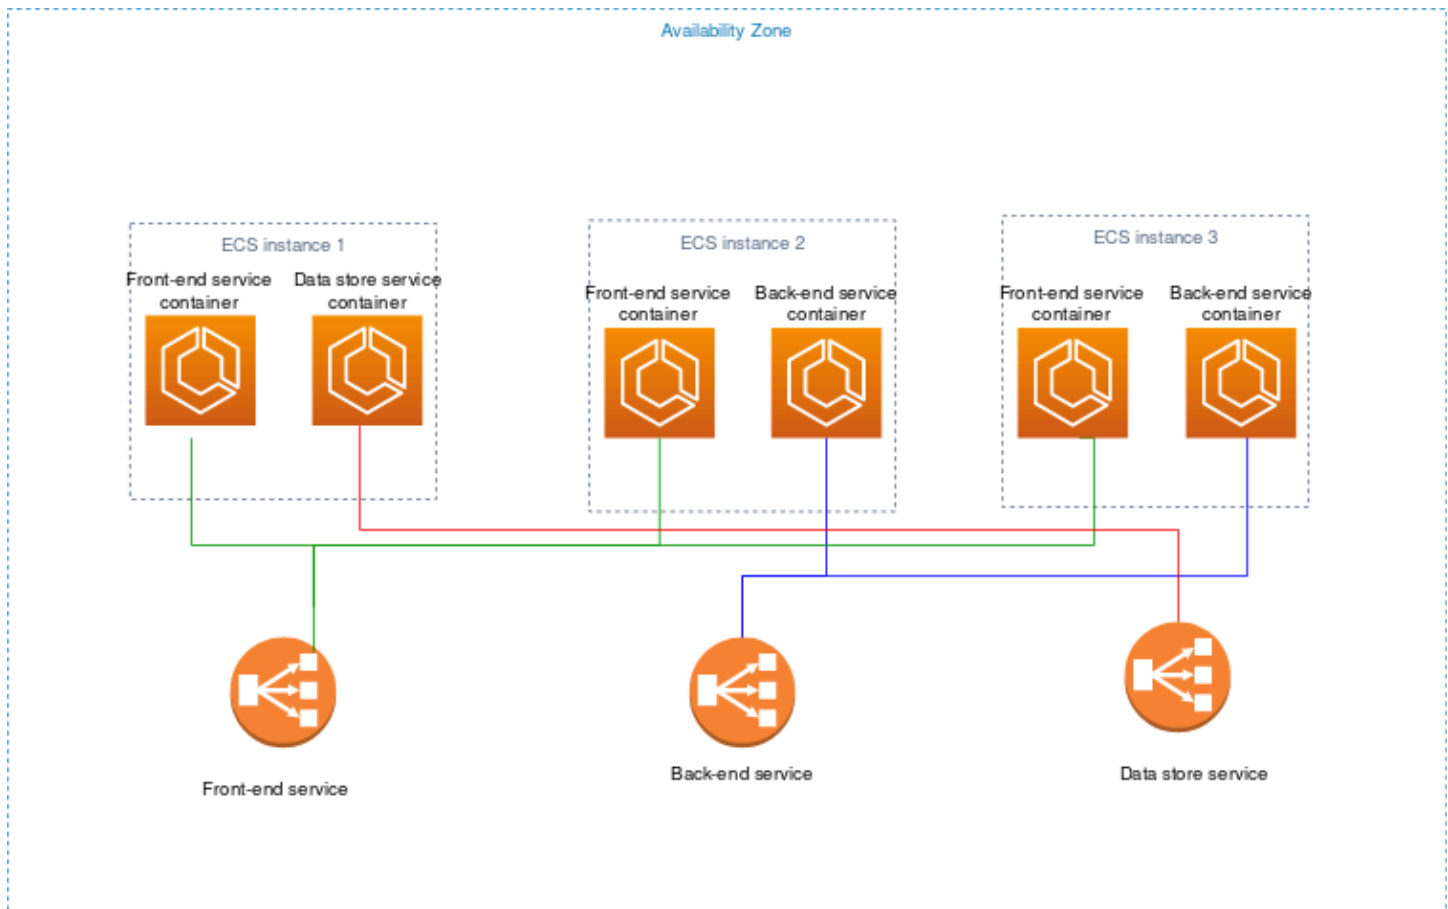 Availability Zone
ECS instance 1
Front-end service
container
Data store service
container
ECS instance 2
Front-end service
container
Back-end service
container
ECS instance 3
Front-end service
container
Back-end service
container
Front-end service
Back-end service
Data store service